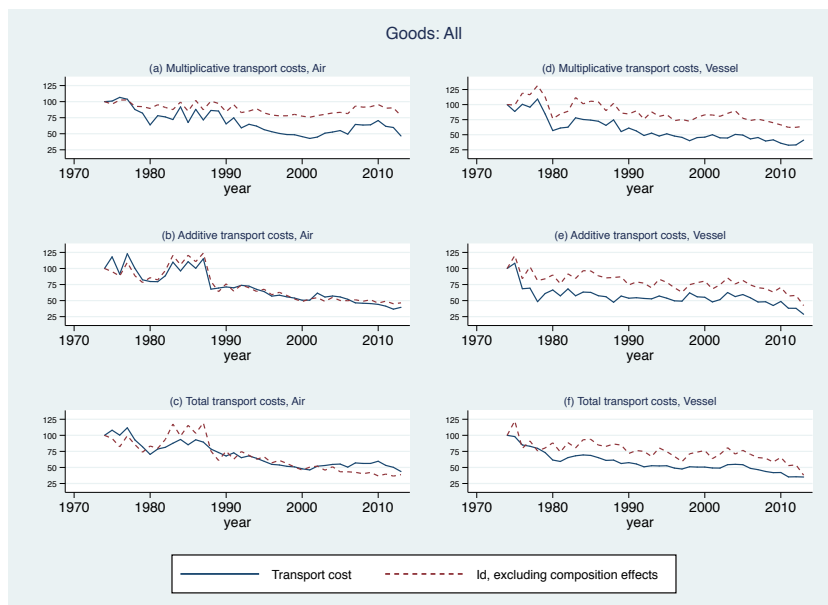 Goods: All
(a) Multiplicative transport costs, Air
125
100
75
50
25
1970 1980 1990 2000 2010
year
(d) Multiplicative transport costs, Vessel
125
100
75
50
25
1970 1980 1990 2000 2010
year
(b) Additive transport costs, Air
125
100
75
50
25
1970 1980 1990 2000 2010
year
(e) Additive transport costs, Vessel
125
100
75
50
25
1970 1980 1990 2000 2010
year
(c) Total transport costs, Air
125
100
75
50
25
1970 1980 1990 2000 2010
year
(f) Total transport costs, Vessel
125
100
75
50
25
1970 1980 1990 2000 2010
year
Transport cost Id, excluding composition effects